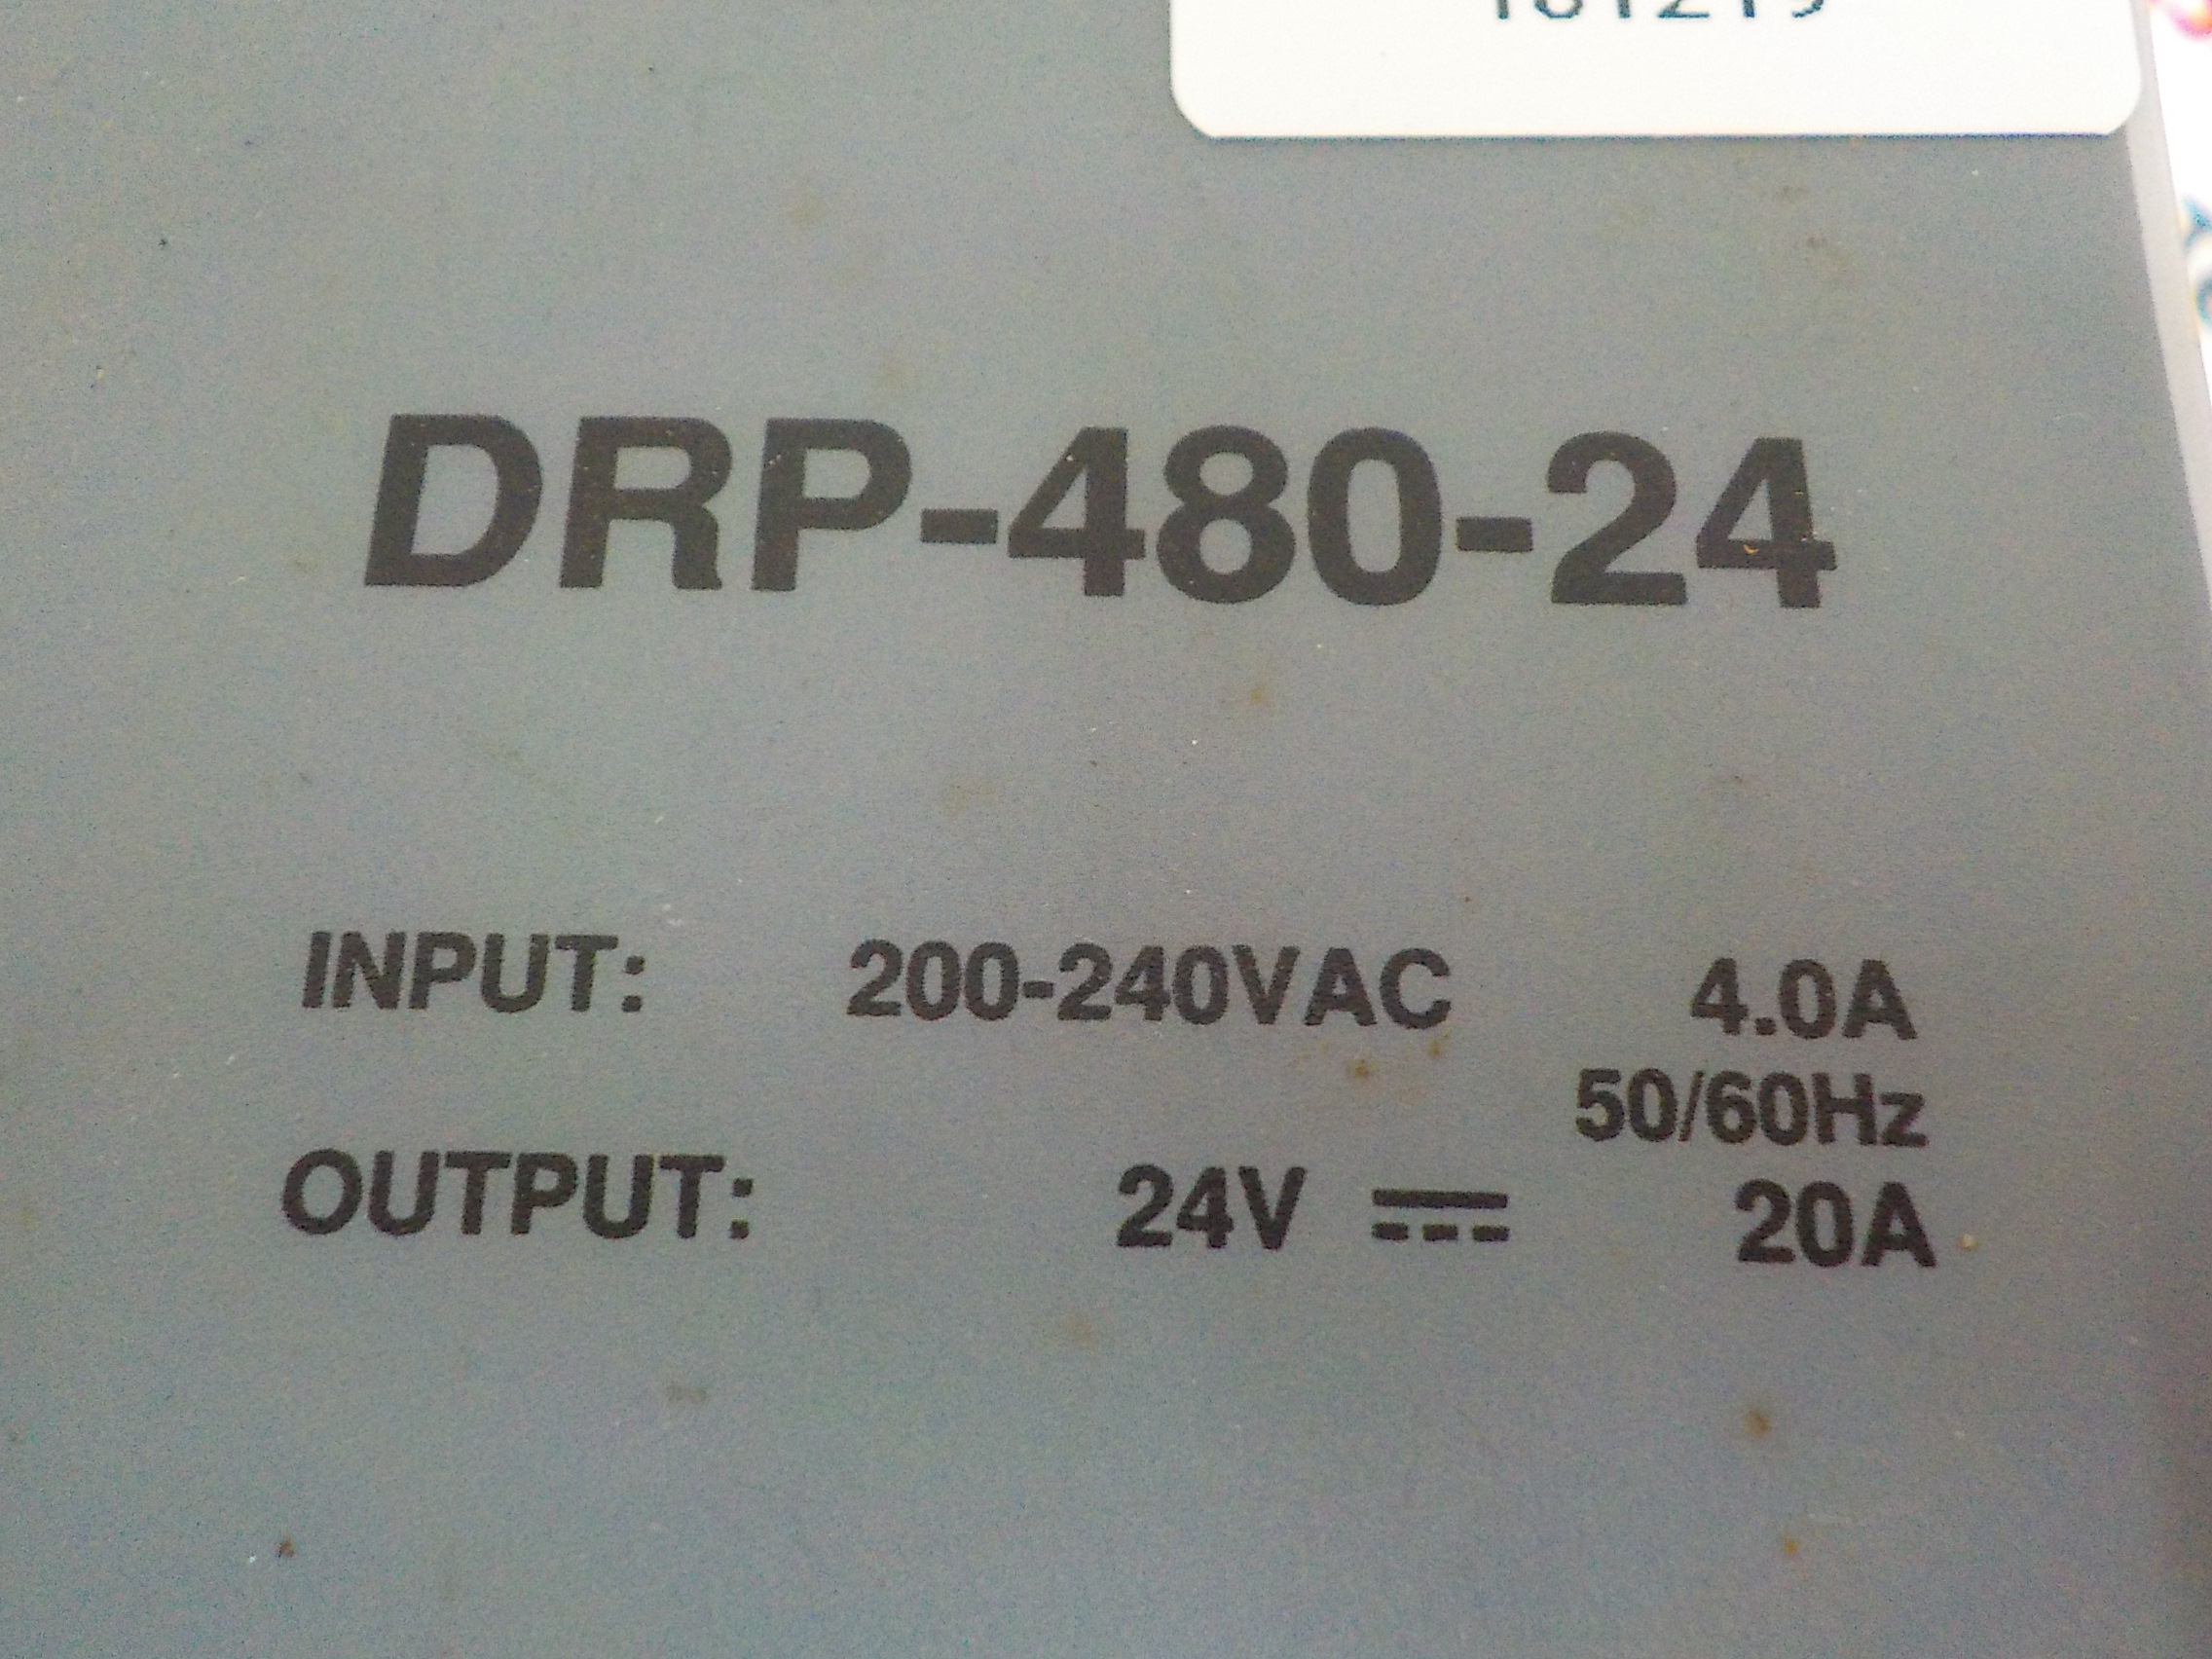 DRP-480-24
INPUT: 200-240VAC 4.0A
50/60Hz
OUTPUT: 24V ⎓ 20A